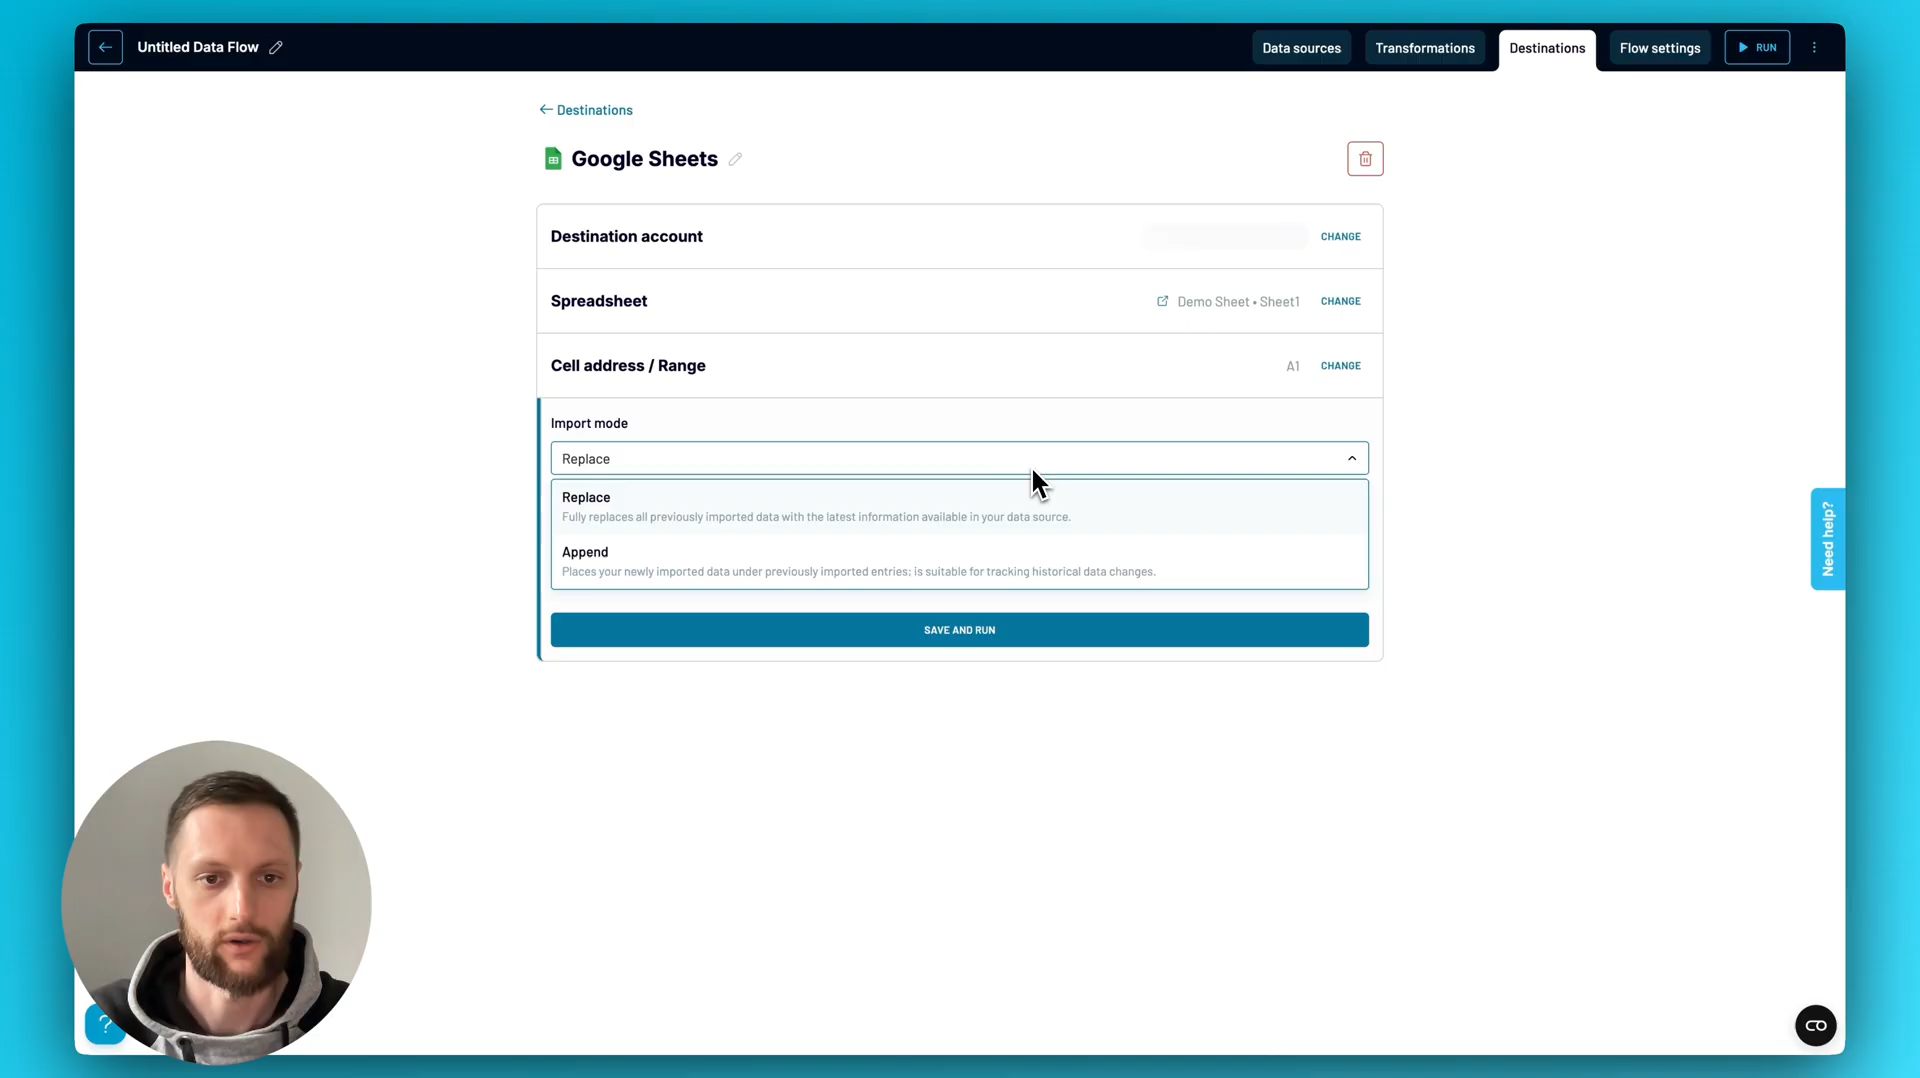 Untitled Data Flow
Data sources
Transformations
Destinations
Flow settings
RUN
Destinations
Google Sheets
Destination account
CHANGE
Spreadsheet
Demo Sheet • Sheet1
CHANGE
Cell address / Range
A1
CHANGE
Import mode
Replace
Replace
Fully replaces all previously imported data with the latest information available in your data source.
Append
Places your newly imported data under previously imported entries; is suitable for tracking historical data changes.
SAVE AND RUN
Need help?
?